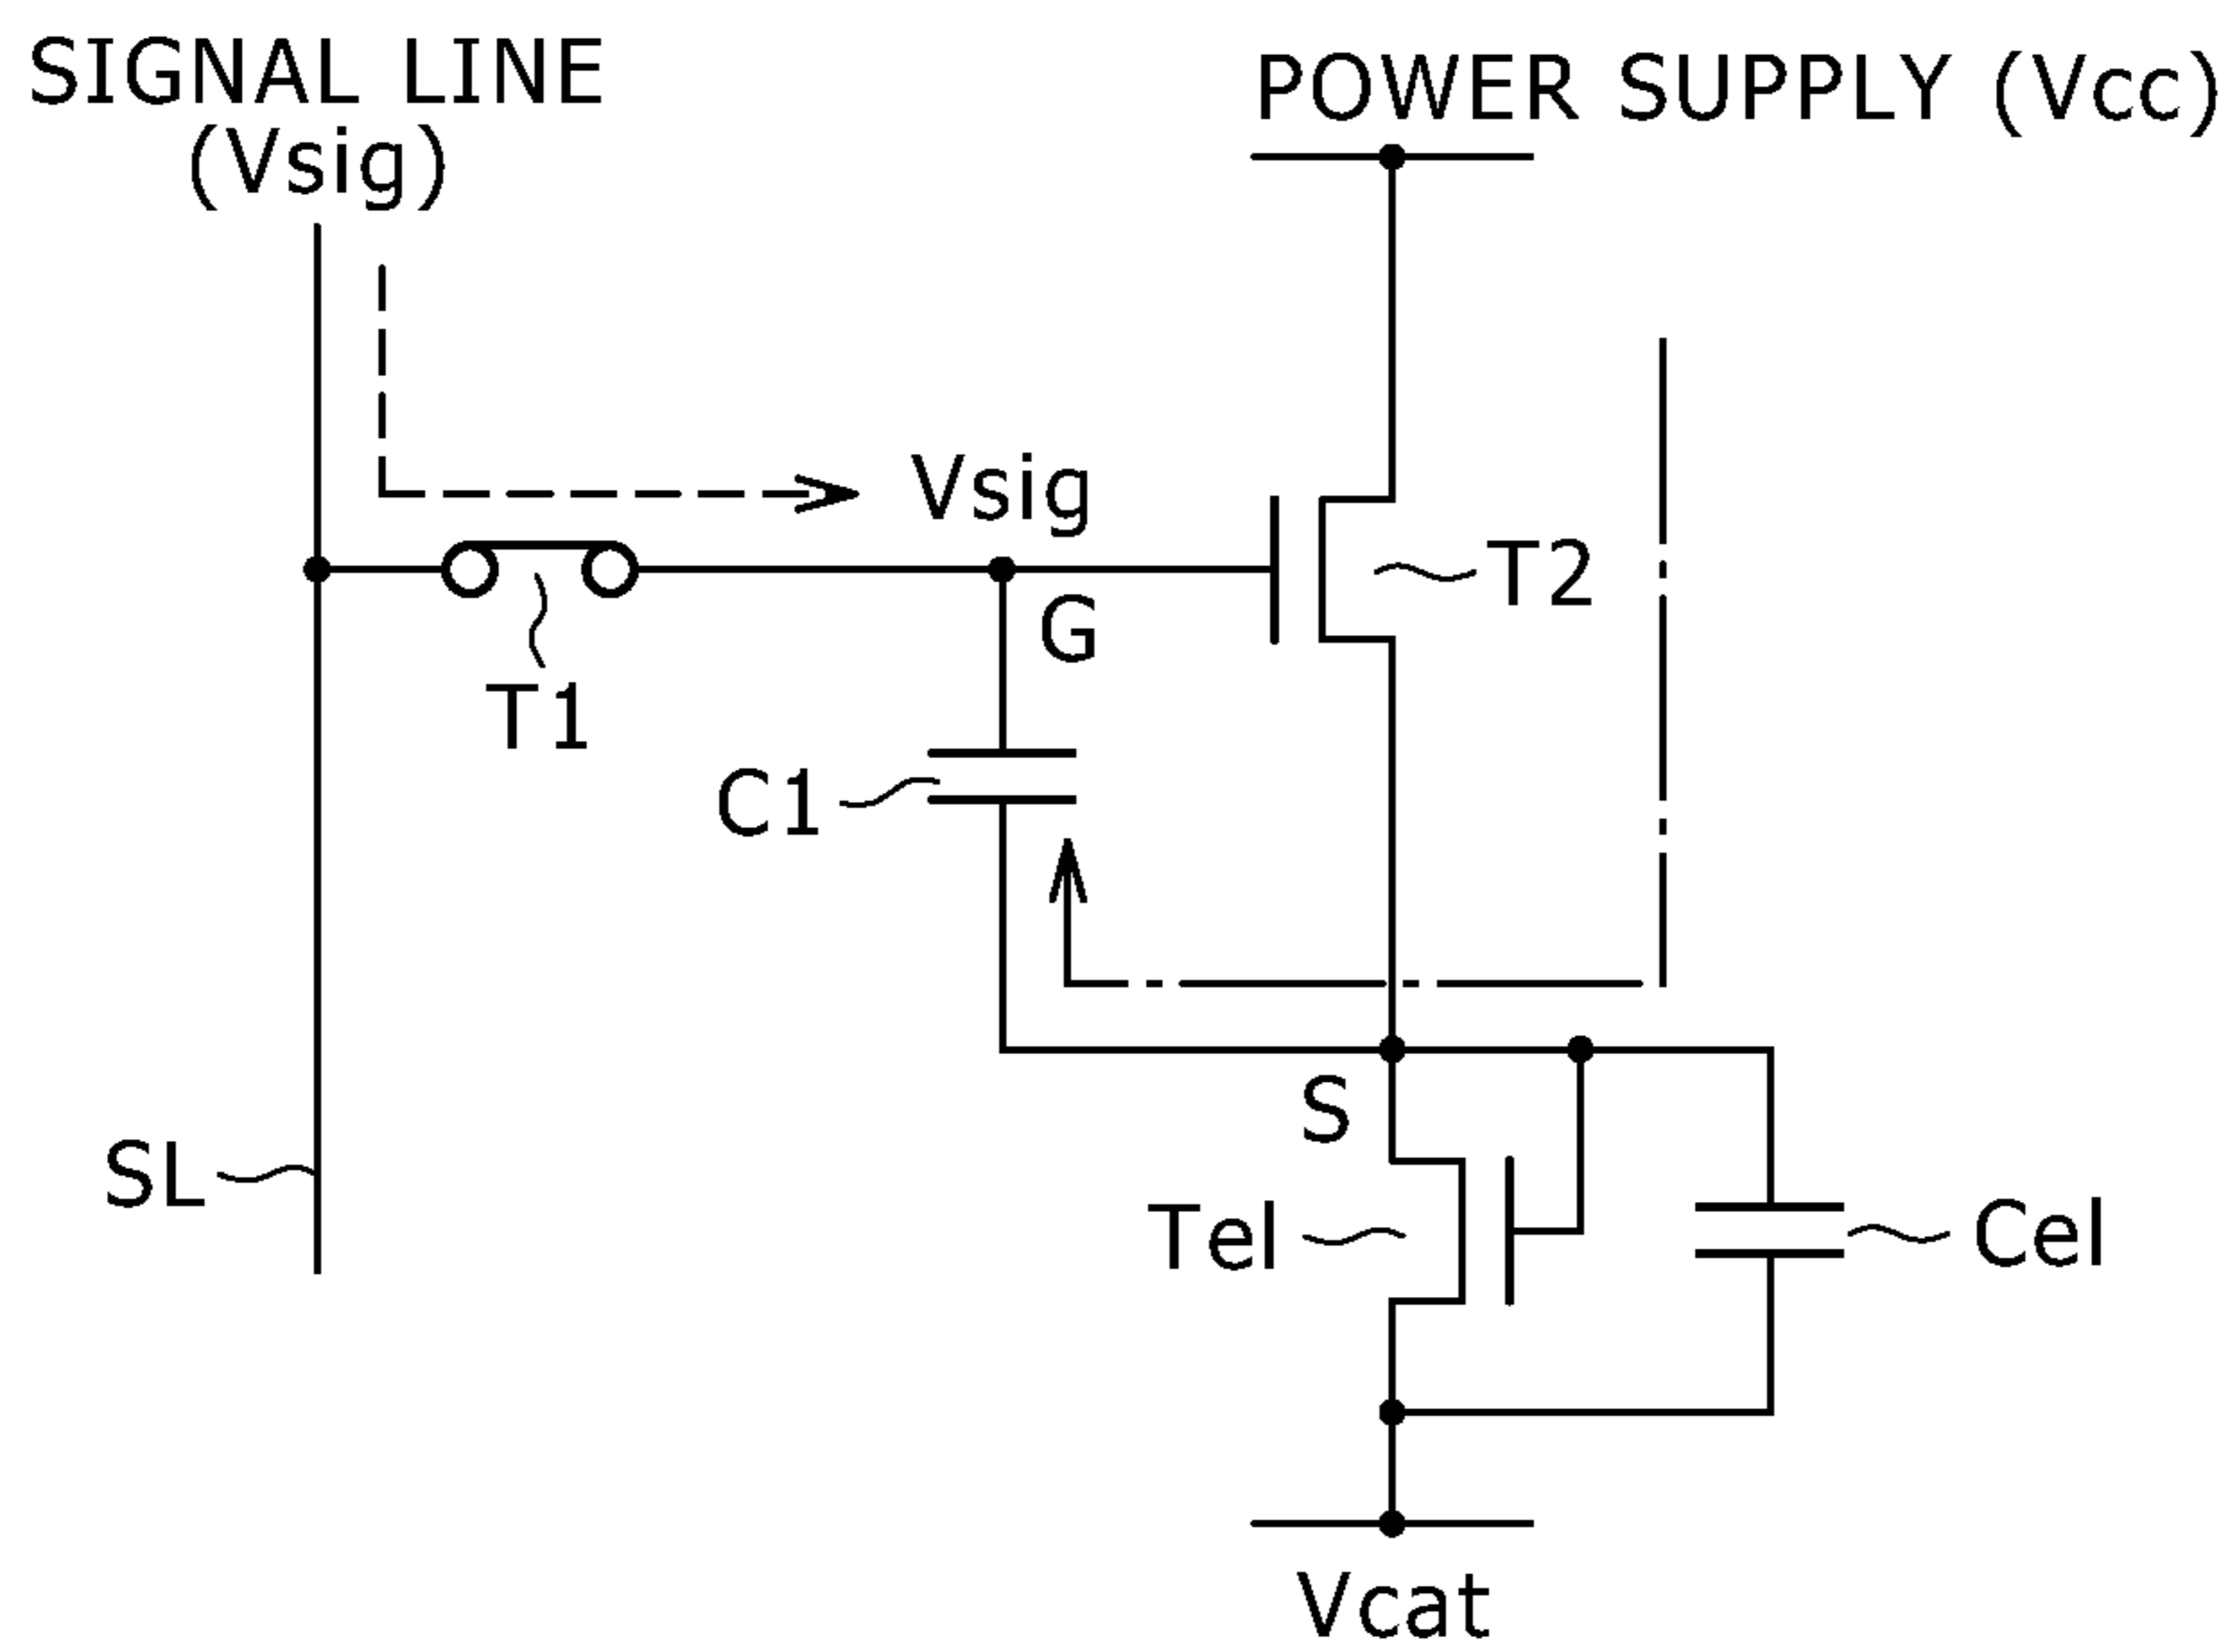 SIGNAL LINE
(Vsig)
POWER SUPPLY (Vcc)
Vsig
T2
G
T1
C1
S
SL
Tel
Cel
Vcat